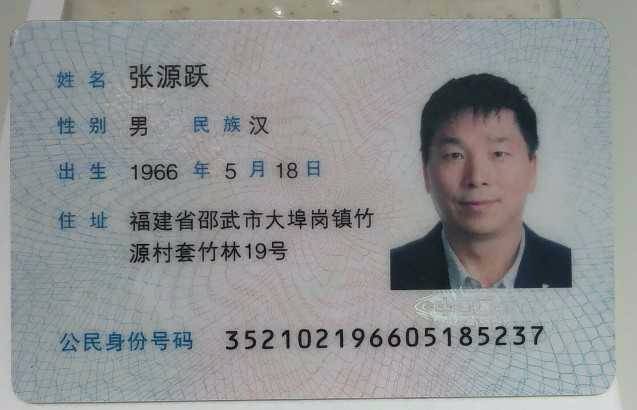 姓名 张源跃
性别 男 民族 汉
出生 1966 年 5 月 18 日
住址 福建省邵武市大埠岗镇竹
源村套竹林19号
公民身份号码 352102196605185237